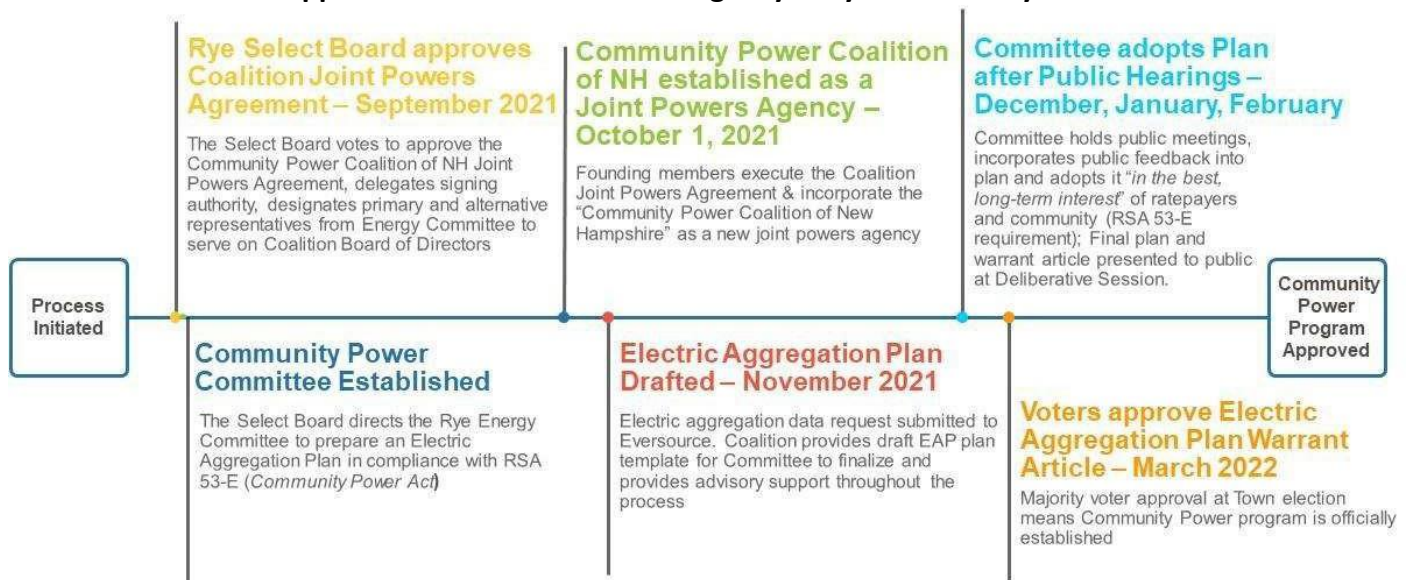 Process
Initiated
Rye Select Board approves
Coalition Joint Powers
Agreement – September 2021
The Select Board votes to approve the
Community Power Coalition of NH Joint
Powers Agreement, delegates signing
authority, designates primary and alternative
representatives from Energy Committee to
serve on Coalition Board of Directors
Community Power
Committee Established
The Select Board directs the Rye Energy
Committee to prepare an Electric
Aggregation Plan in compliance with RSA
53-E (Community Power Act)
Community Power Coalition
of NH established as a
Joint Powers Agency –
October 1, 2021
Founding members execute the Coalition
Joint Powers Agreement & incorporate the
“Community Power Coalition of New
Hampshire” as a new joint powers agency
Electric Aggregation Plan
Drafted – November 2021
Electric aggregation data request submitted to
Eversource. Coalition provides draft EAP plan
template for Committee to finalize and
provides advisory support throughout the
process
Committee adopts Plan
after Public Hearings –
December, January, February
Committee holds public meetings,
incorporates public feedback into
plan and adopts it “in the best,
long-term interest” of ratepayers
and community (RSA 53-E
requirement); Final plan and
warrant article presented to public
at Deliberative Session.
Voters approve Electric
Aggregation Plan Warrant
Article – March 2022
Majority voter approval at Town election
means Community Power program is officially
established
Community
Power
Program
Approved